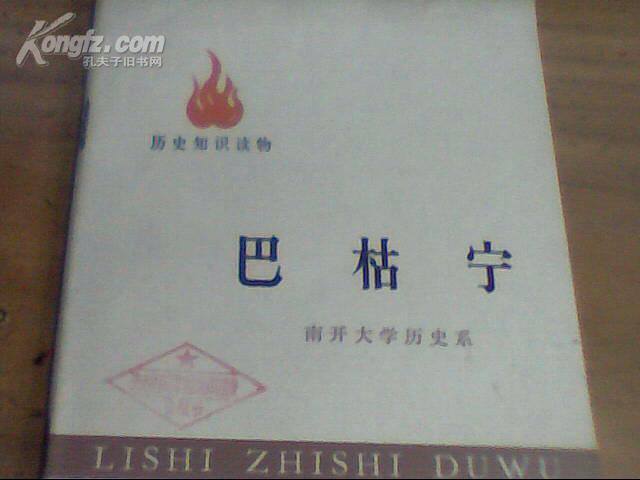 Kongfz.com
孔夫子旧书网
历史知识读物
巴枯宁
南开大学历史系
LISHI ZHISHI DUWU